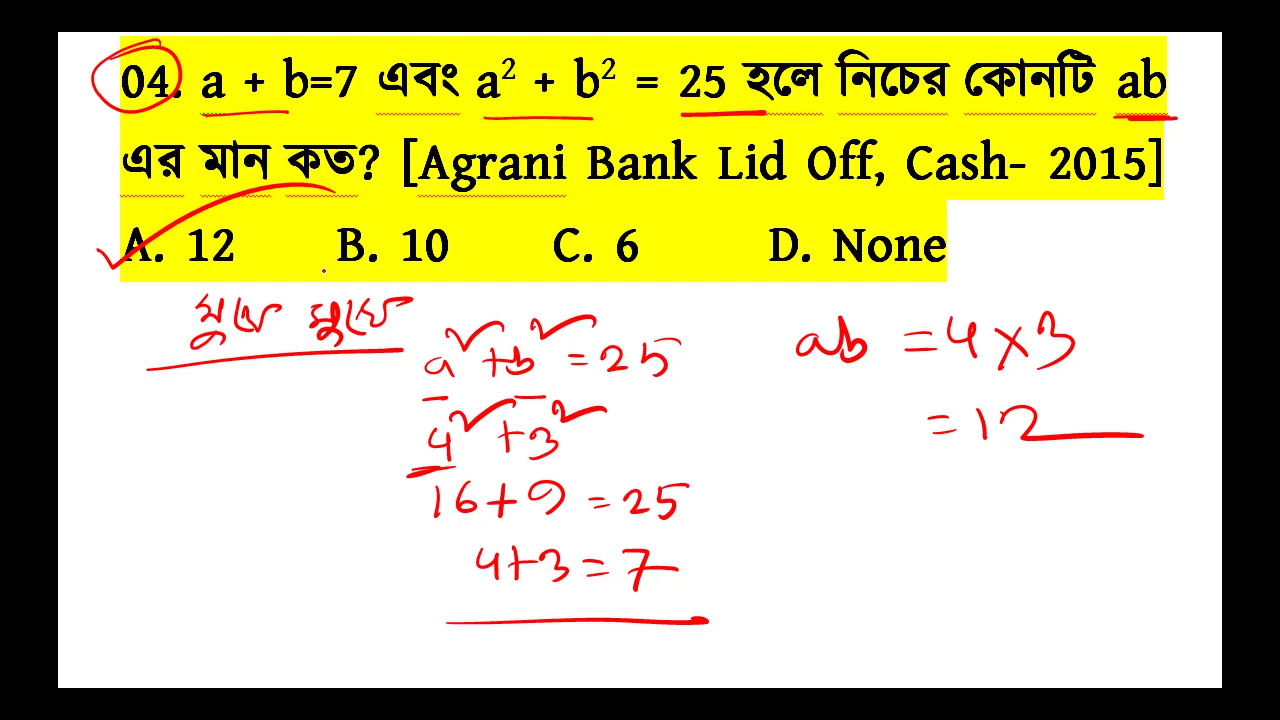 04. a + b=7 এবং a² + b² = 25 হলে নিচের কোনটি ab
এর মান কত? [Agrani Bank Lid Off, Cash- 2015]
A. 12 B. 10 C. 6 D. None
মুখে মুখে
a² + b² = 25
4² + 3²
16 + 9 = 25
4 + 3 = 7
ab = 4 × 3
= 12